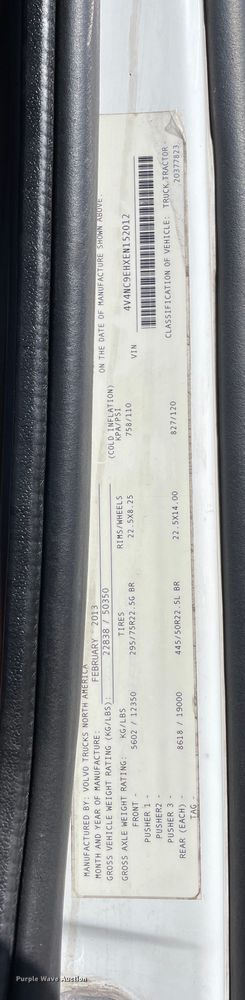 MANUFACTURED BY: VOLVO TRUCKS NORTH AMERICA
MONTH AND YEAR OF MANUFACTURE: FEBRUARY 2013 ON THE DATE OF MANUFACTURE SHOWN ABOVE
GROSS VEHICLE WEIGHT RATING (KG/LBS): 22838 / 50350
GROSS AXLE WEIGHT RATING: KG/LBS TIRES RIMS/WHEELS (COLD INFLATION) KPA/PSI
FRONT - 5602 / 12350 295/75R22.5G BR 22.5X8.25 758/110 VIN 4V4NC9EHXEN152012
PUSHER 1 -
PUSHER2 -
PUSHER 3 -
REAR (EACH) 8618 / 19000 445/50R22.5L BR 22.5X14.00 827/120 CLASSIFICATION OF VEHICLE: TRUCK TRACTOR
TAG 20377823
Purple Wave Auction